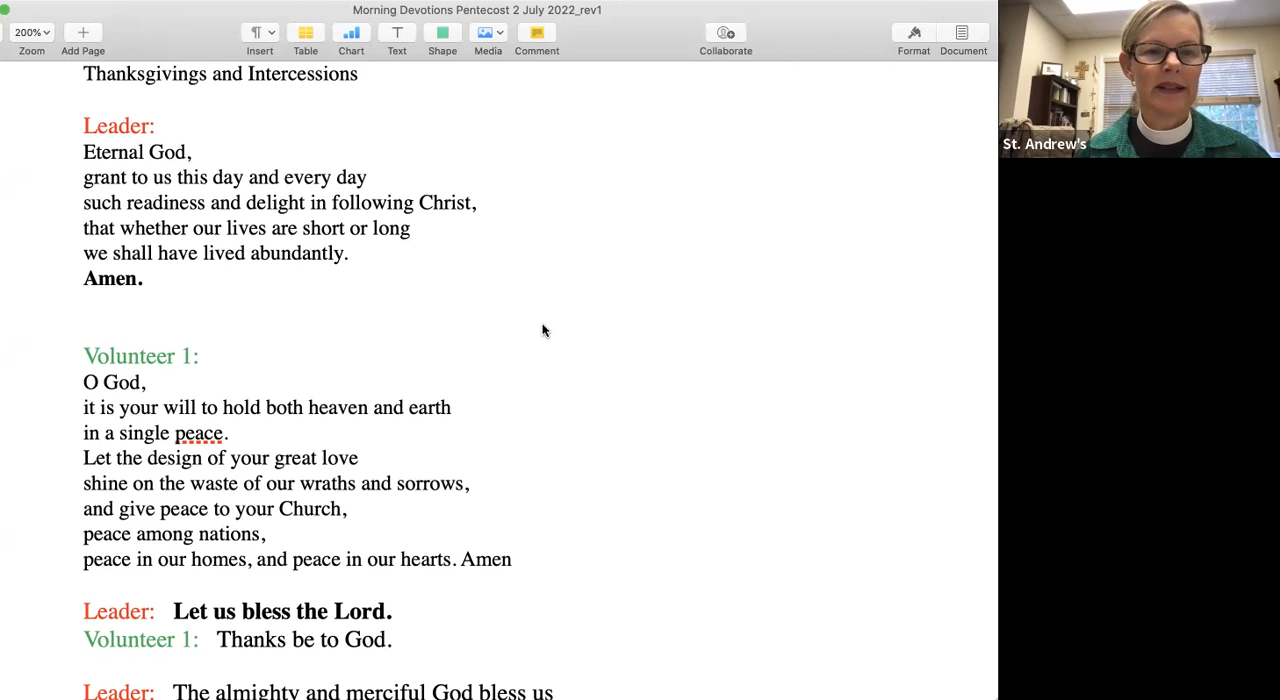 Morning Devotions Pentecost 2 July 2022_rev1
200%
Zoom
Add Page
Insert
Table
Chart
Text
Shape
Media
Comment
Collaborate
Format
Document
Thanksgivings and Intercessions
Leader:
Eternal God,
grant to us this day and every day
such readiness and delight in following Christ,
that whether our lives are short or long
we shall have lived abundantly.
Amen.
Volunteer 1:
O God,
it is your will to hold both heaven and earth
in a single peace.
Let the design of your great love
shine on the waste of our wraths and sorrows,
and give peace to your Church,
peace among nations,
peace in our homes, and peace in our hearts. Amen
Leader: Let us bless the Lord.
Volunteer 1: Thanks be to God.
Leader: The almighty and merciful God bless us
St. Andrew's